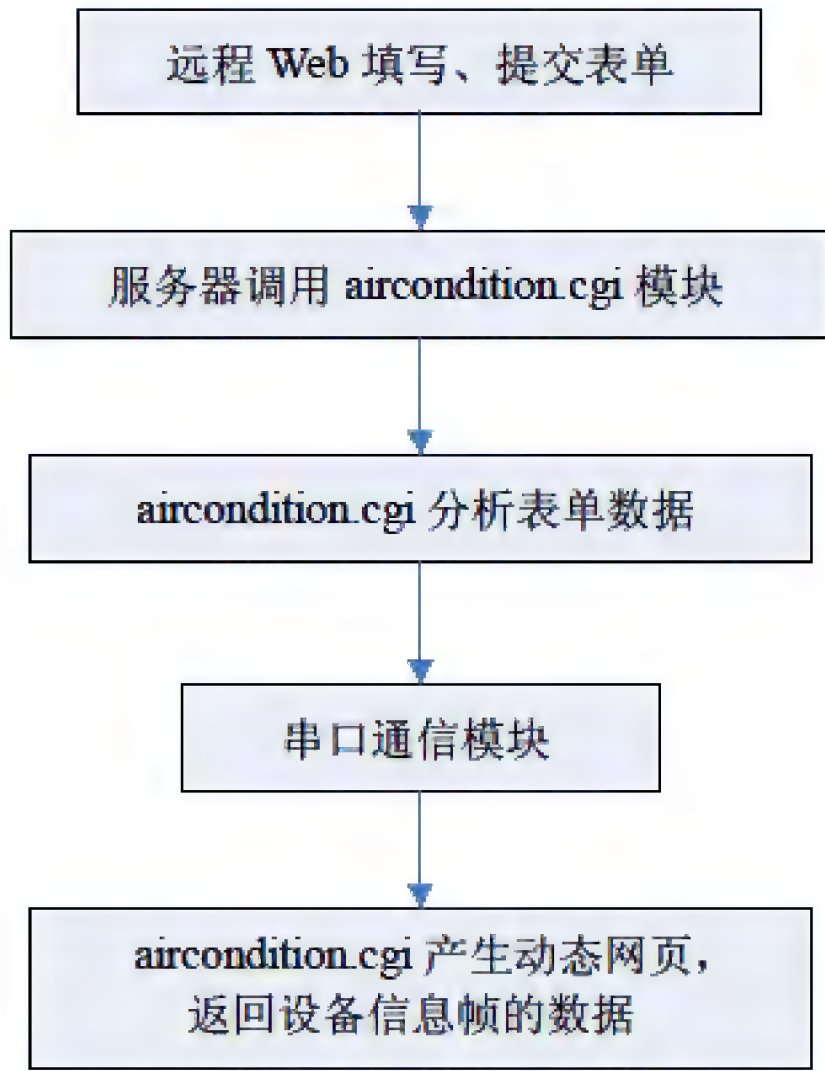 远程 Web 填写、提交表单
服务器调用 aircondition.cgi 模块
aircondition.cgi 分析表单数据
串口通信模块
aircondition.cgi 产生动态网页，
返回设备信息帧的数据